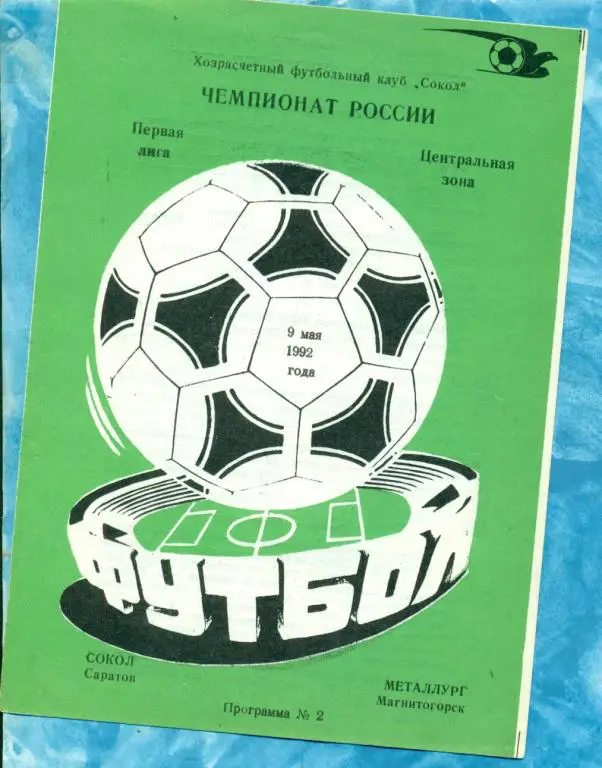 Хозрасчетный футбольный клуб „Сокол"
ЧЕМПИОНАТ РОССИИ
Первая
лига
Центральная
зона
9 мая
1992
года
ФУТБОЛ
СОКОЛ
Саратов
МЕТАЛЛУРГ
Магнитогорск
Программа № 2